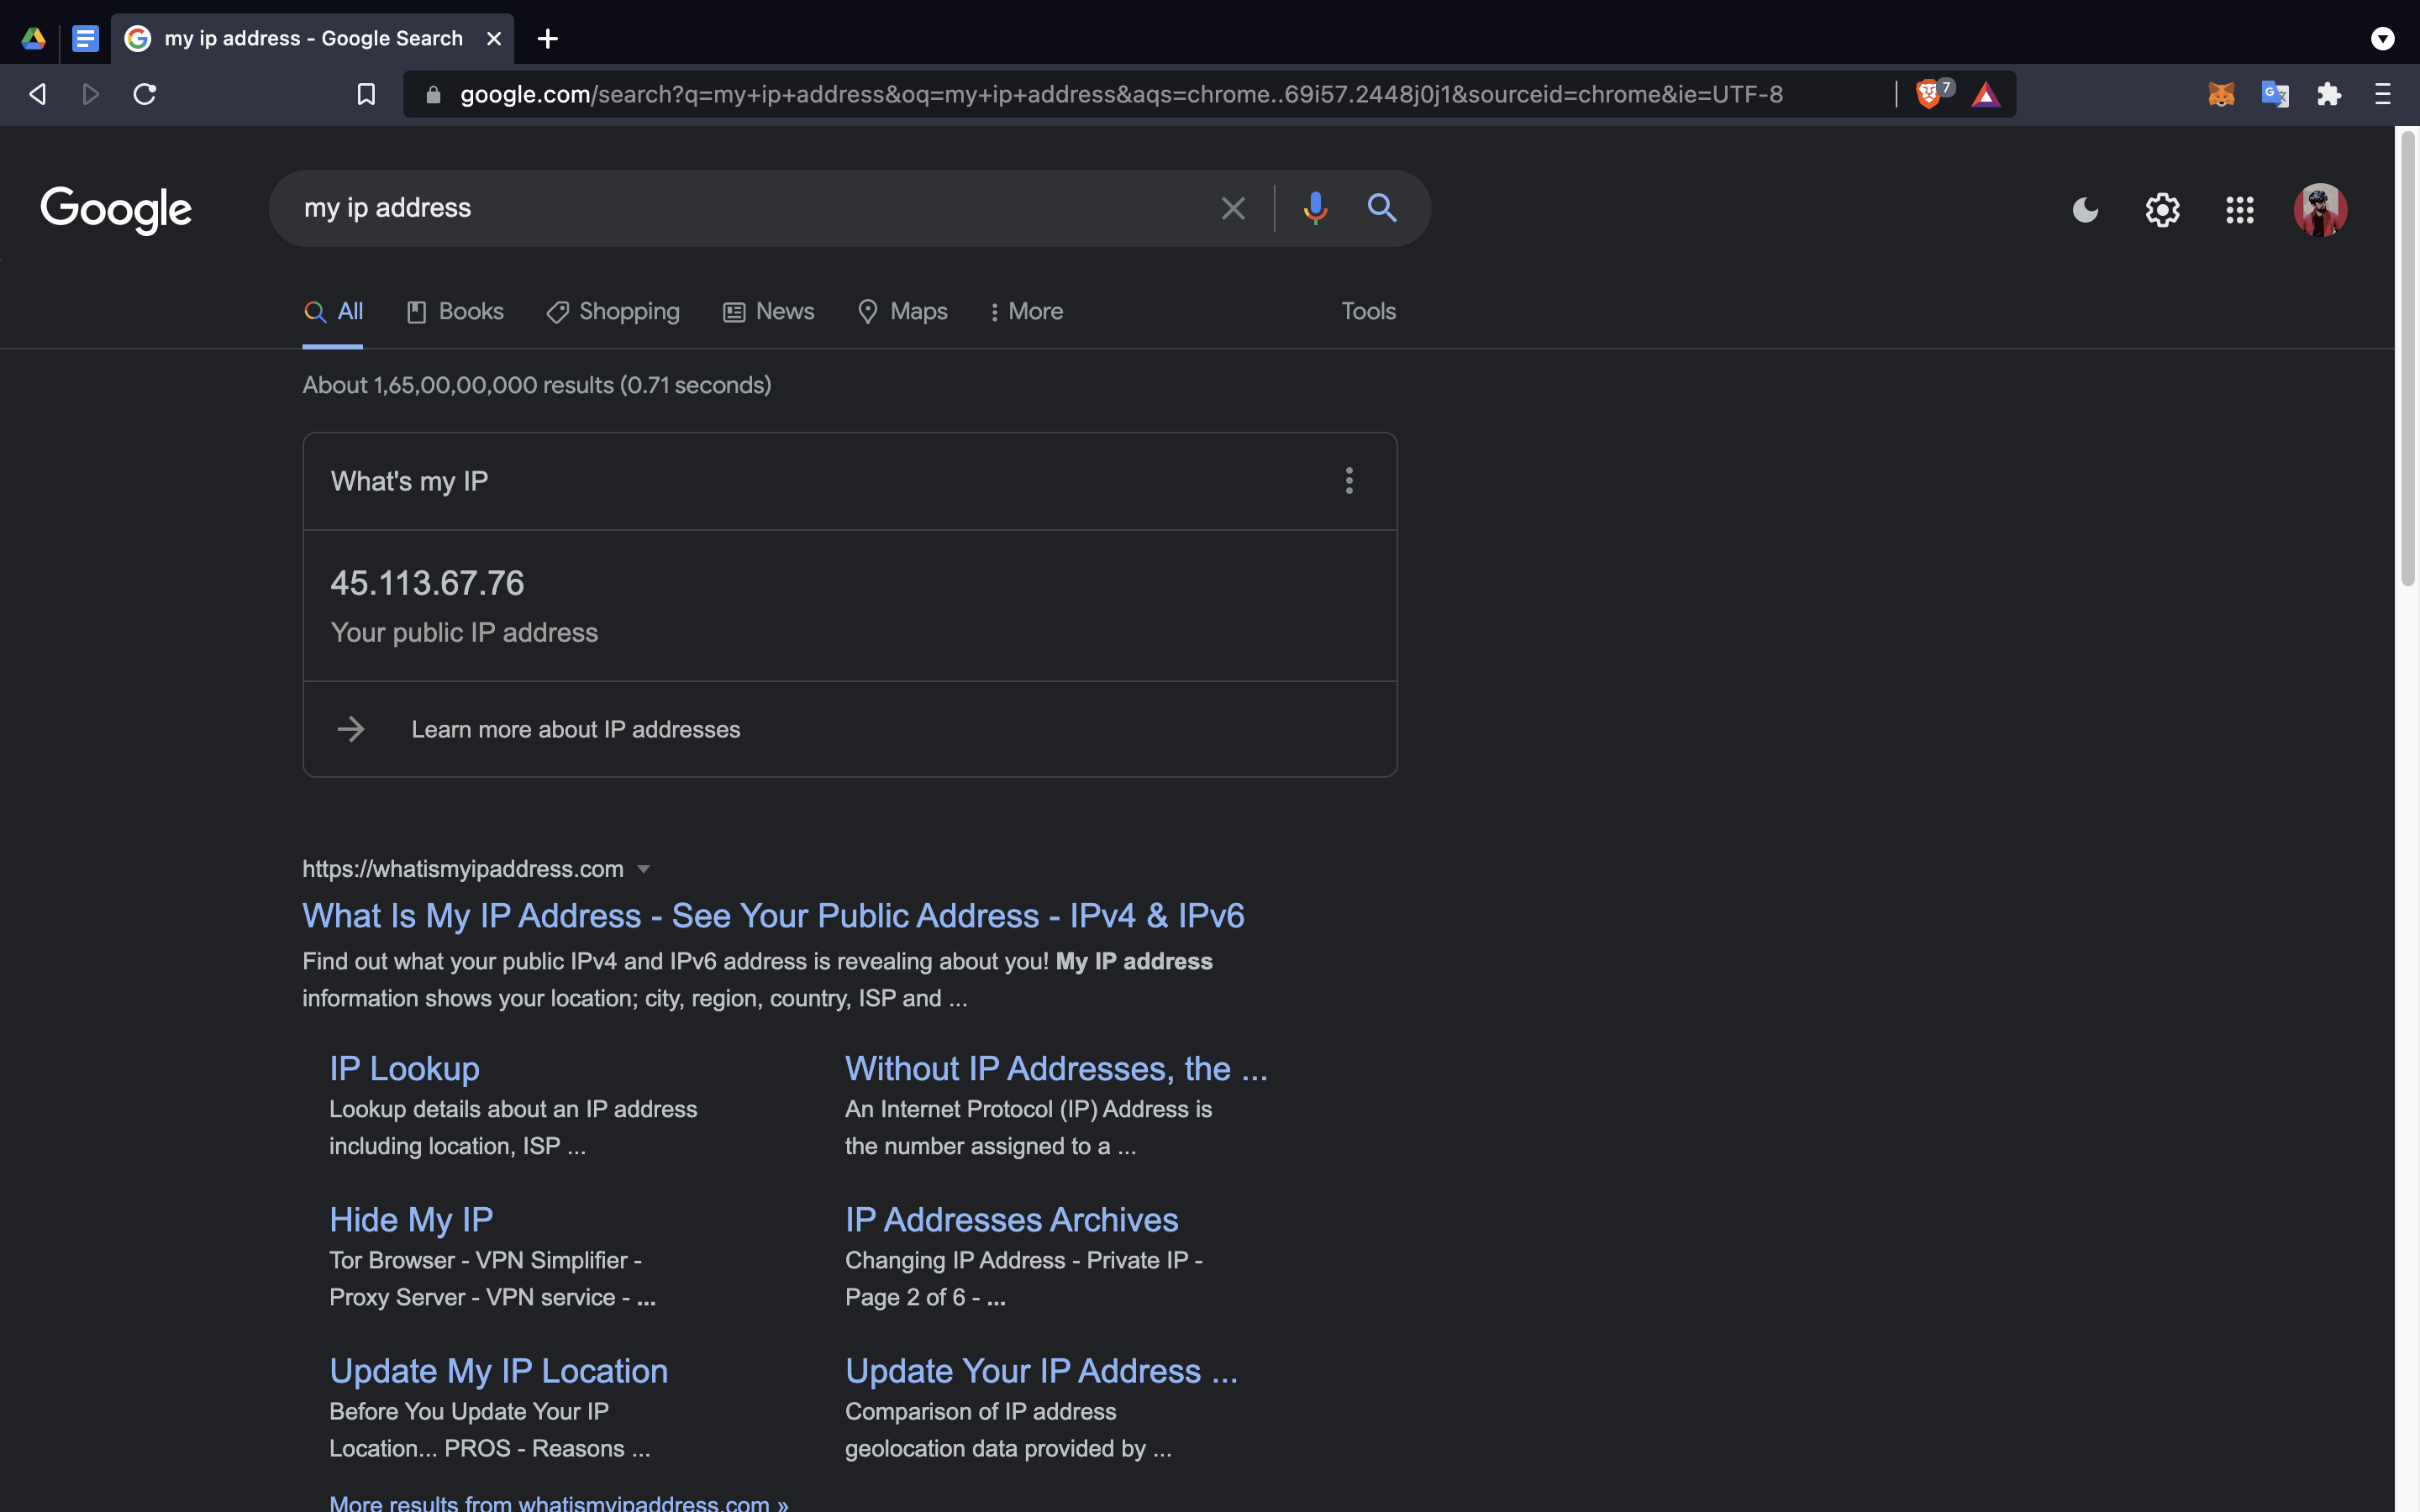 my ip address - Google Search
google.com/search?q=my+ip+address&oq=my+ip+address&aqs=chrome..69i57.2448j0j1&sourceid=chrome&ie=UTF-8
7
Google
my ip address
All Books Shopping News Maps More Tools
About 1,65,00,00,000 results (0.71 seconds)
What's my IP
45.113.67.76
Your public IP address
Learn more about IP addresses
https://whatismyipaddress.com
What Is My IP Address - See Your Public Address - IPv4 & IPv6
Find out what your public IPv4 and IPv6 address is revealing about you! My IP address
information shows your location; city, region, country, ISP and ...
IP Lookup
Lookup details about an IP address
including location, ISP ...
Without IP Addresses, the ...
An Internet Protocol (IP) Address is
the number assigned to a ...
Hide My IP
Tor Browser - VPN Simplifier -
Proxy Server - VPN service - ...
IP Addresses Archives
Changing IP Address - Private IP -
Page 2 of 6 - ...
Update My IP Location
Before You Update Your IP
Location... PROS - Reasons ...
Update Your IP Address ...
Comparison of IP address
geolocation data provided by ...
More results from whatismyipaddress.com »